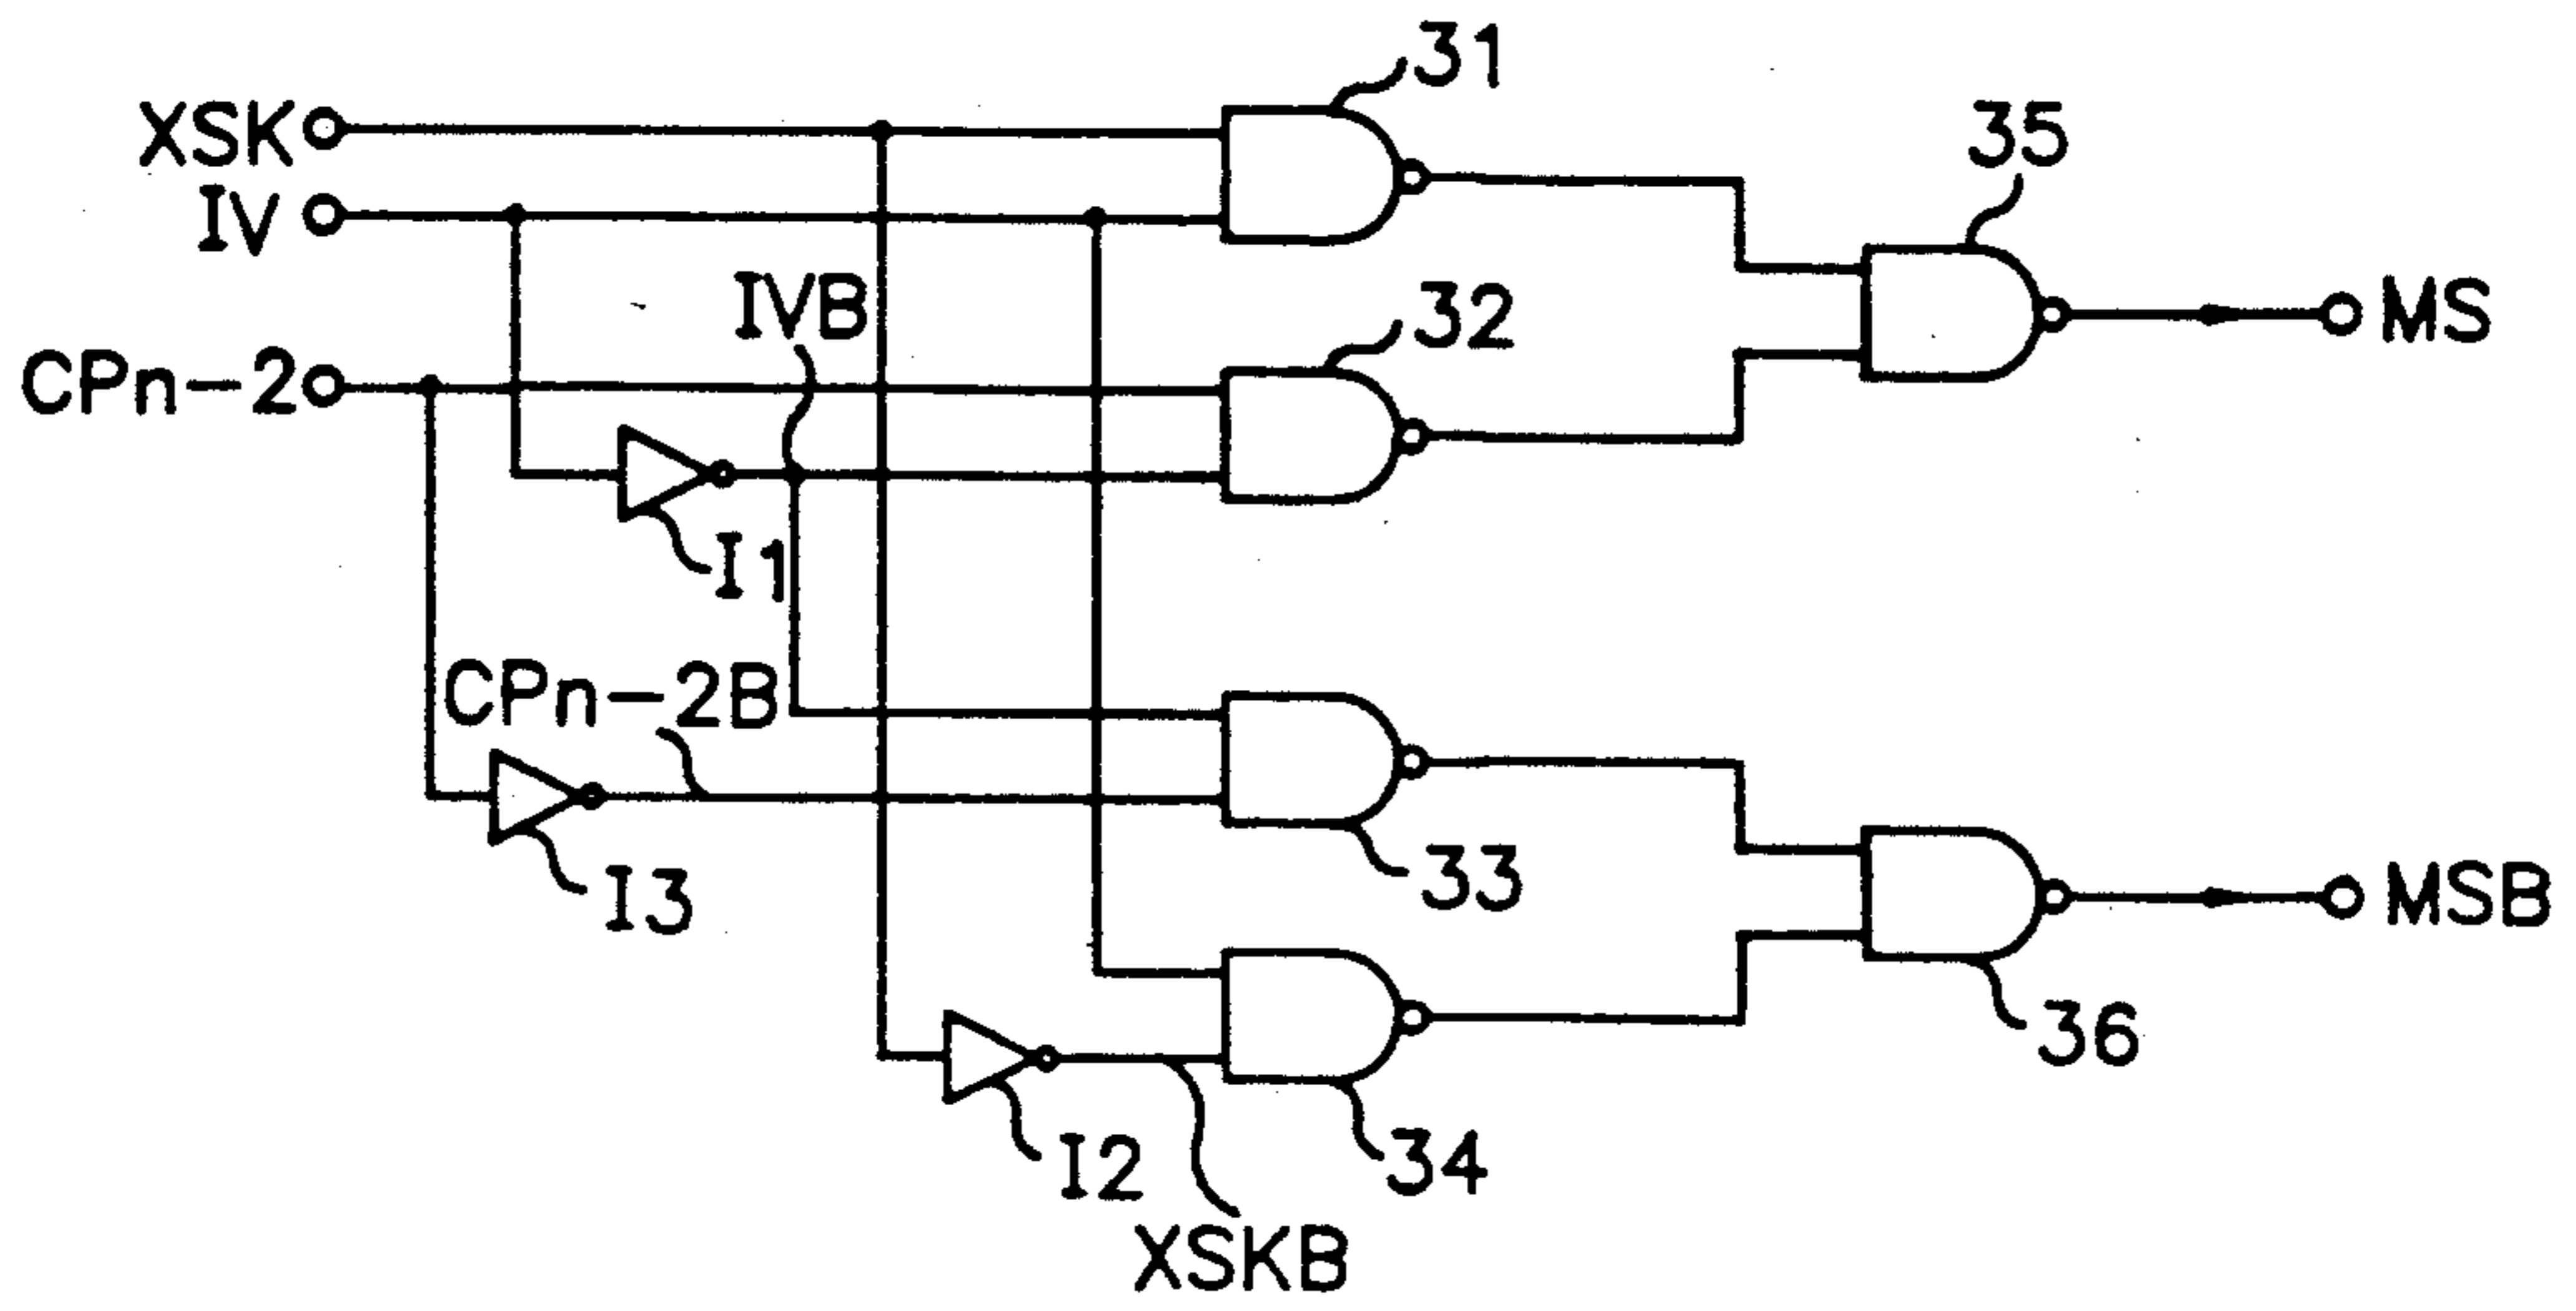 31
XSK
35
IV
IVB
32
MS
CPn-2
I1
CPn-2B
33
MSB
I3
36
I2
34
XSKB